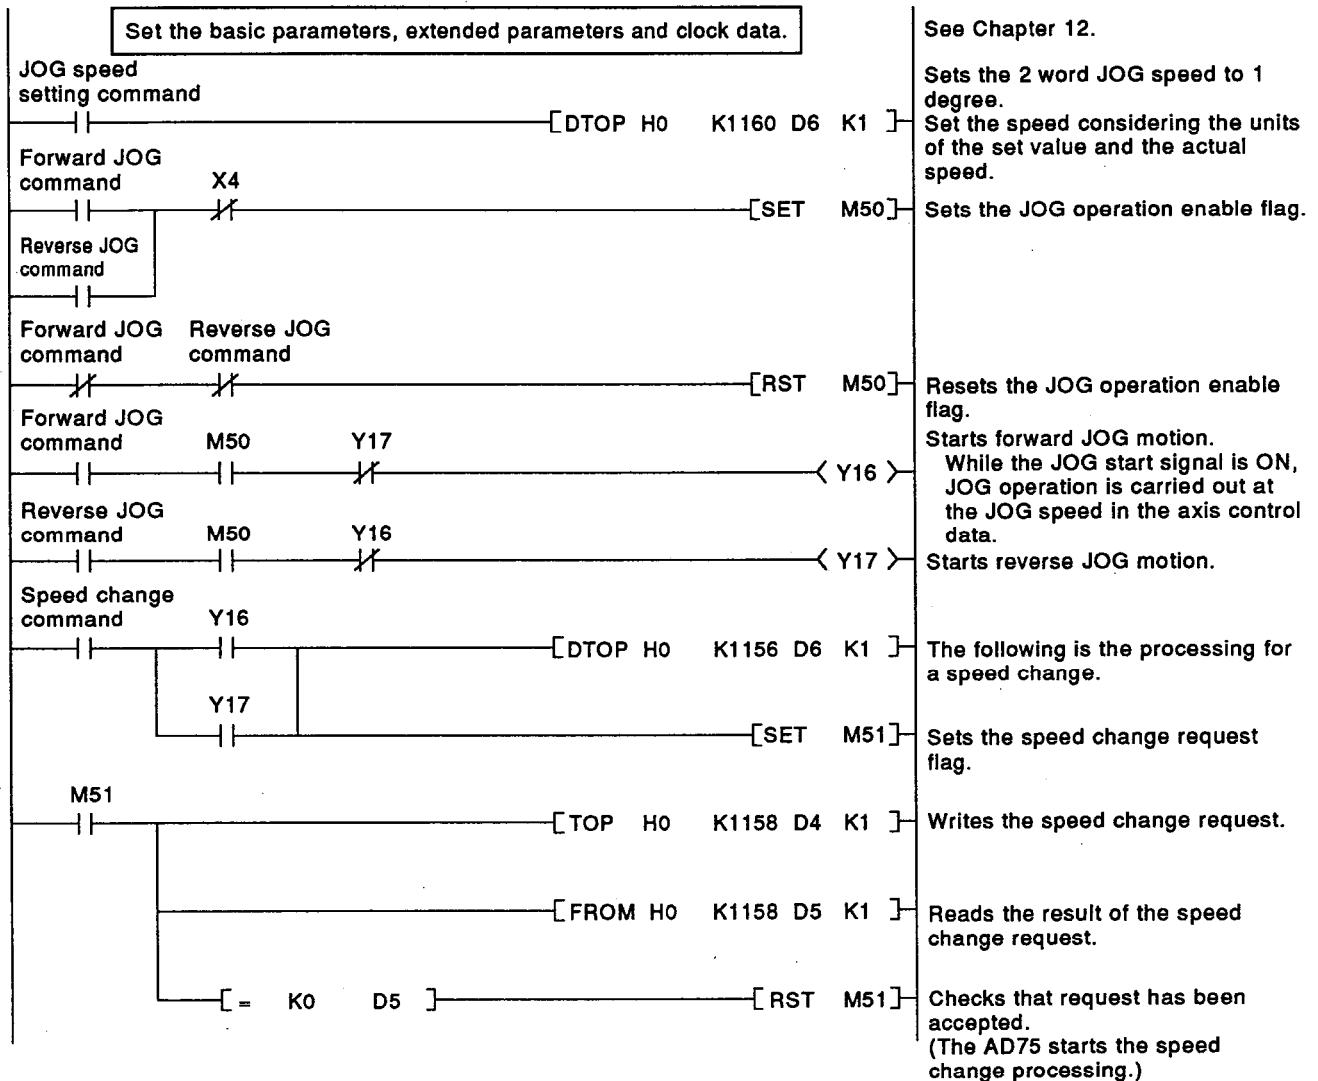 Set the basic parameters, extended parameters and clock data.
See Chapter 12.
JOG speed
setting command
DTOP H0 K1160 D6 K1
Sets the 2 word JOG speed to 1
degree.
Set the speed considering the units
of the set value and the actual
speed.
Forward JOG
command
X4
SET M50
Sets the JOG operation enable flag.
Reverse JOG
command
Forward JOG
command
Reverse JOG
command
RST M50
Resets the JOG operation enable
flag.
Forward JOG
command
M50
Y17
Y16
Starts forward JOG motion.
While the JOG start signal is ON,
JOG operation is carried out at
the JOG speed in the axis control
data.
Reverse JOG
command
M50
Y16
Y17
Starts reverse JOG motion.
Speed change
command
Y16
DTOP H0 K1156 D6 K1
The following is the processing for
a speed change.
Y17
SET M51
Sets the speed change request
flag.
M51
TOP H0 K1158 D4 K1
Writes the speed change request.
FROM H0 K1158 D5 K1
Reads the result of the speed
change request.
= K0 D5
RST M51
Checks that request has been
accepted.
(The AD75 starts the speed
change processing.)